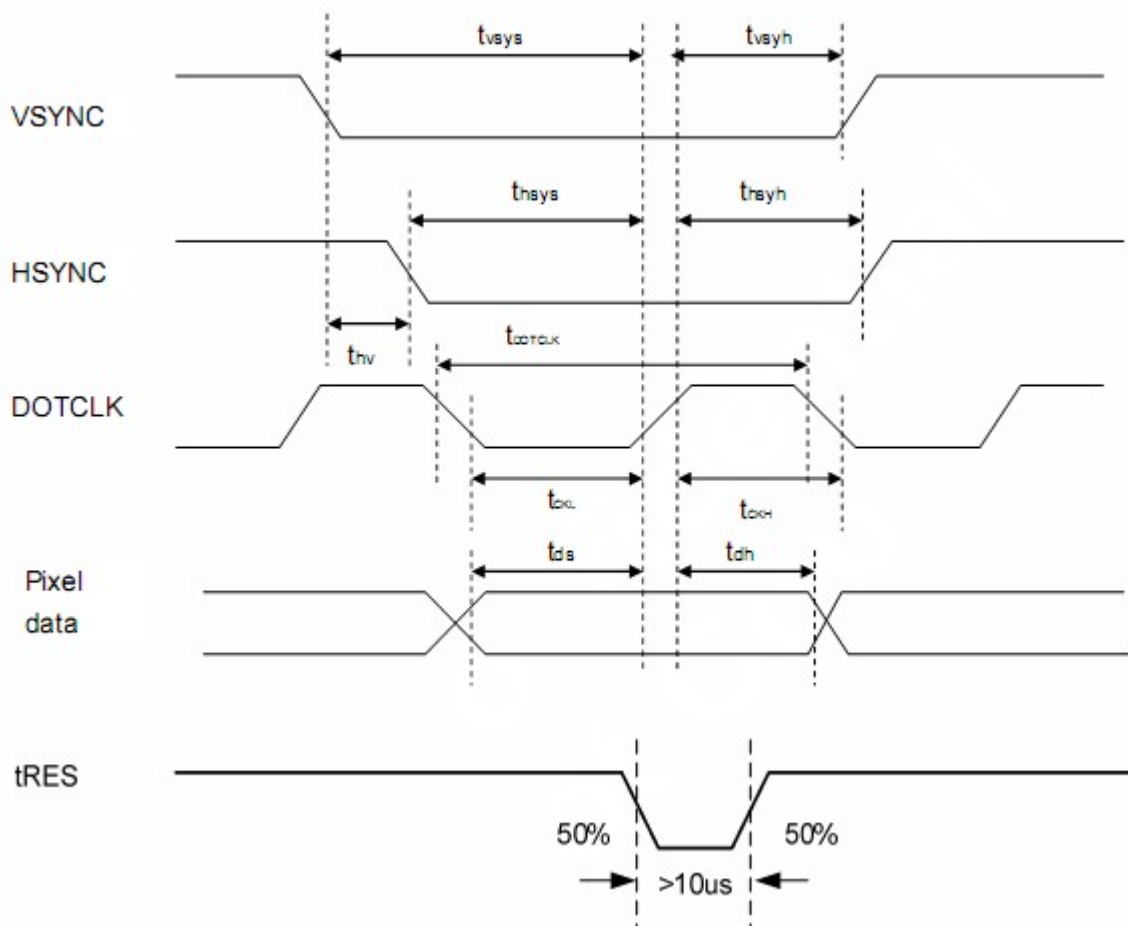 tvsys
tvsyh
VSYNC
thsys
thsyh
HSYNC
thv
tDOTCLK
DOTCLK
tCKL
tCKH
tds
tdh
Pixel
data
tRES
50%
50%
>10us